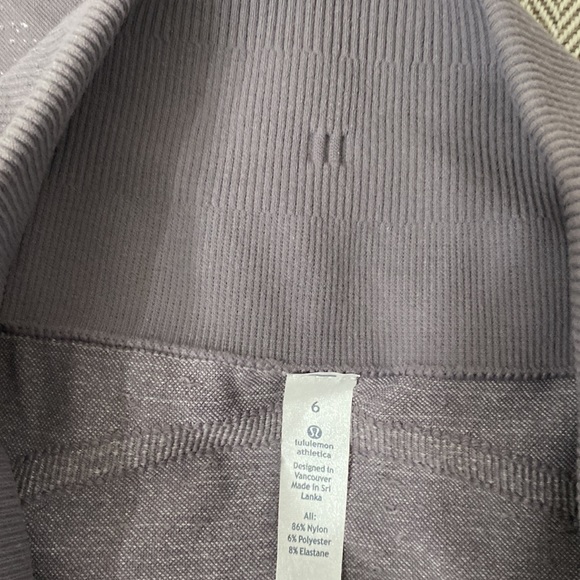 6
lululemon
athletica
Designed in
Vancouver
Made in Sri
Lanka
All:
86% Nylon
6% Polyester
8% Elastane